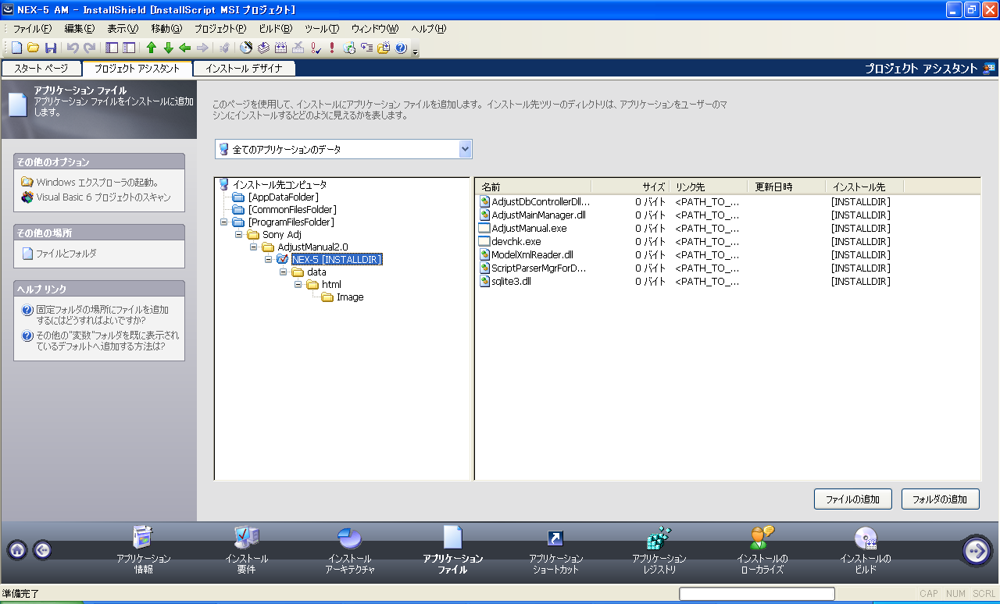 NEX-5 AM - InstallShield [InstallScript MSI プロジェクト]
ファイル(F) 編集(E) 表示(V) 移動(G) プロジェクト(P) ビルド(B) ツール(T) ウィンドウ(W) ヘルプ(H)
スタート ページ プロジェクト アシスタント インストール デザイナ プロジェクト アシスタント
アプリケーション ファイル
アプリケーション ファイルをインストールに追加
します。
その他のオプション
Windows エクスプローラの起動。
Visual Basic 6 プロジェクトのスキャン
その他の場所
ファイルとフォルダ
ヘルプ リンク
固定フォルダの場所にファイルを追加
するにはどうすればよいですか?
その他の"変数"フォルダを既に表示され
ているデフォルトへ追加する方法は?
このページを使用して、インストールにアプリケーション ファイルを追加します。インストール先ツリーのディレクトリは、アプリケーションをユーザーのマ
シンにインストールするとどのように見えるかを表します。
全てのアプリケーションのデータ
インストール先コンピュータ
[AppDataFolder]
[CommonFilesFolder]
[ProgramFilesFolder]
Sony Adj
AdjustManual2.0
NEX-5 [INSTALLDIR]
data
html
Image
名前 サイズ リンク先 更新日時 インストール先
AdjustDbControllerDll... 0 バイト <PATH_TO_... [INSTALLDIR]
AdjustMainManager.dll 0 バイト <PATH_TO_... [INSTALLDIR]
AdjustManual.exe 0 バイト <PATH_TO_... [INSTALLDIR]
devchk.exe 0 バイト <PATH_TO_... [INSTALLDIR]
ModelXmlReader.dll 0 バイト <PATH_TO_... [INSTALLDIR]
ScriptParserMgrForD... 0 バイト <PATH_TO_... [INSTALLDIR]
sqlite3.dll 0 バイト <PATH_TO_... [INSTALLDIR]
ファイルの追加 フォルダの追加
アプリケーション
情報
インストール
要件
インストール
アーキテクチャ
アプリケーション
ファイル
アプリケーション
ショートカット
アプリケーション
レジストリ
インストールの
ローカライズ
インストールの
ビルド
準備完了 CAP NUM SCRL